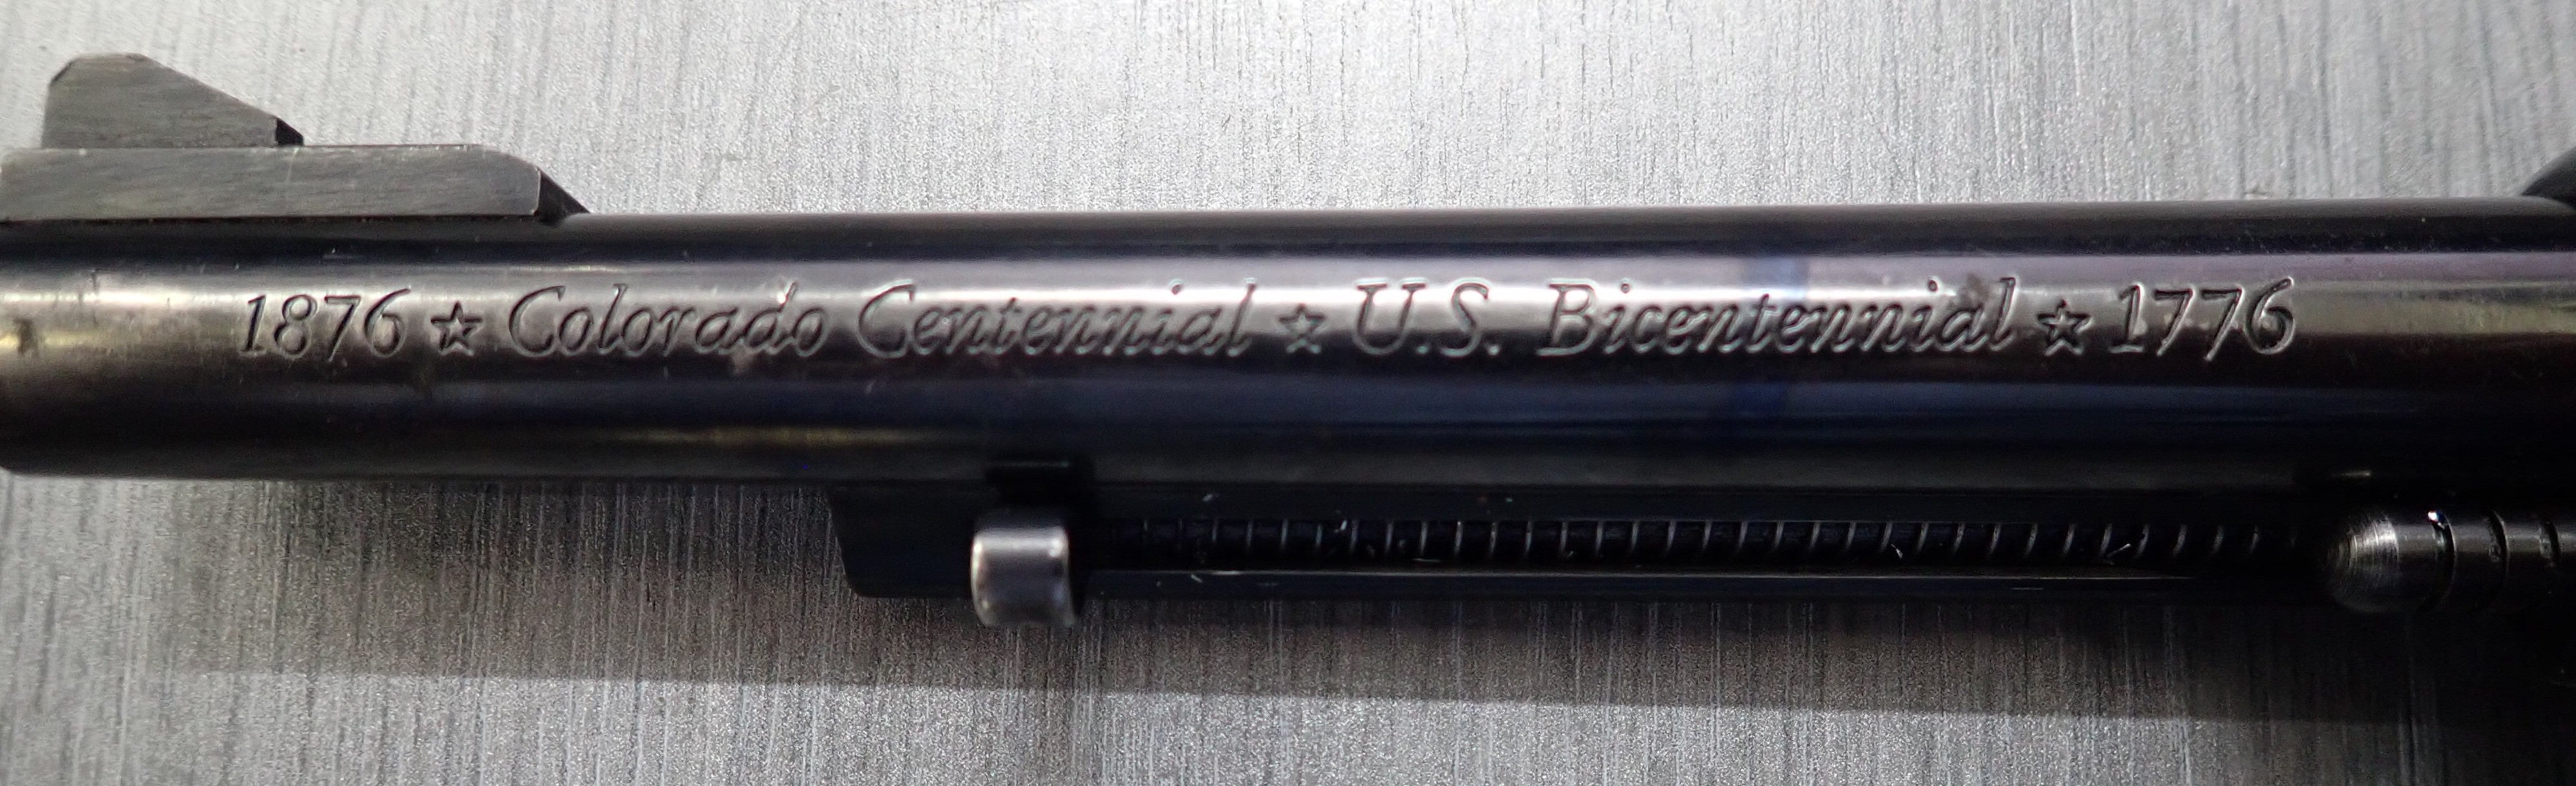 1876 ☆ Colorado Centennial ☆ U.S. Bicentennial ☆ 1776